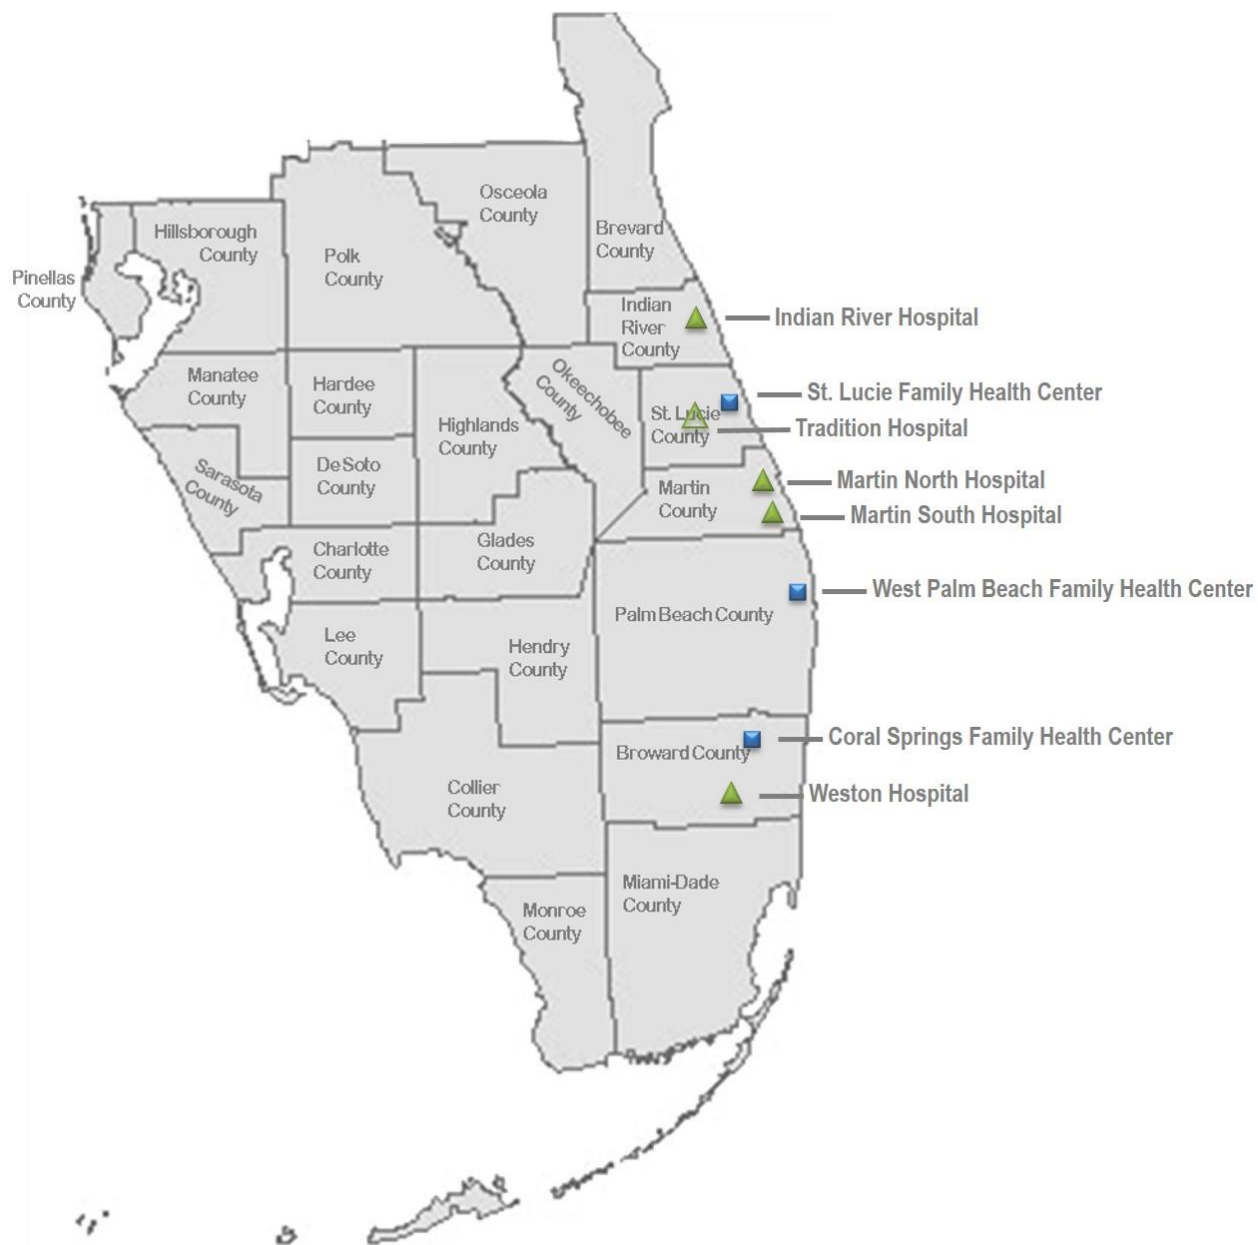 Osceola
County
Brevard
County
Hillsborough
County
Polk
County
Pinellas
County
Indian
River
County
Indian River Hospital
Manatee
County
Hardee
County
Okeechobee
County
Highlands
County
St. Lucie
County
St. Lucie Family Health Center
Tradition Hospital
Sarasota
County
DeSoto
County
Martin
County
Martin North Hospital
Martin South Hospital
Charlotte
County
Glades
County
Palm Beach County
West Palm Beach Family Health Center
Lee
County
Hendry
County
Broward County
Coral Springs Family Health Center
Weston Hospital
Collier
County
Miami-Dade
County
Monroe
County